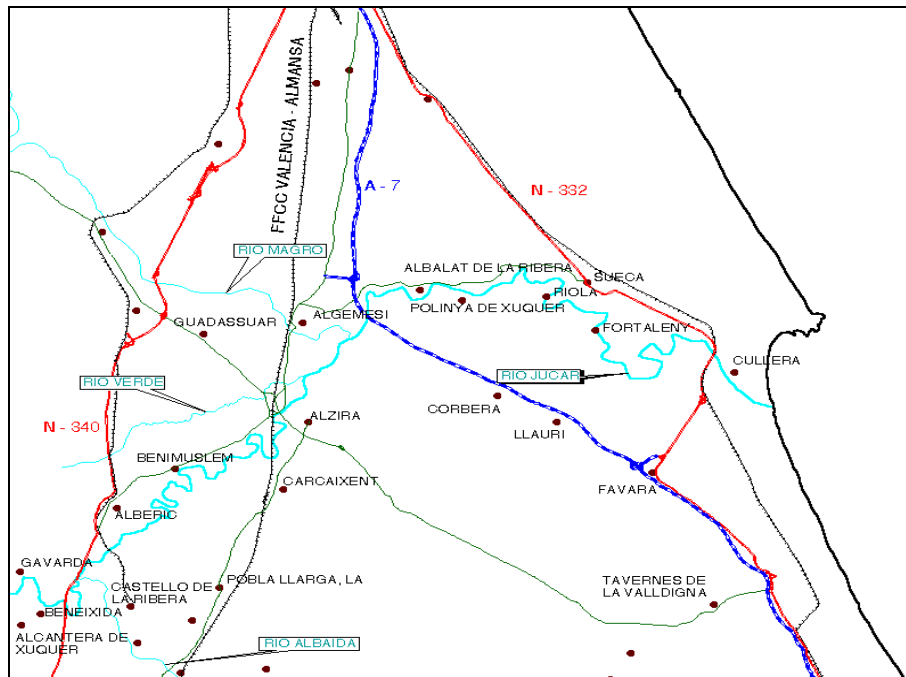 FFCC VALENCIA - ALMANSA
A - 7
N - 332
RIO MAGRO
ALBALAT DE LA RIBERA
SUECA
RIOLA
POLINYA DE XUQUER
GUADASSUAR
ALGEMESI
FORTALENY
CULLERA
RIO VERDE
RIO JUCAR
CORBERA
N - 340
ALZIRA
LLAURI
BENIMUSLEM
CARCAIXENT
FAVARA
ALBERIC
GAVARDA
CASTELLO DE
LA RIBERA
POBLA LLARGA, LA
TAVERNES DE
LA VALLDIGNA
BENEIXIDA
ALCANTERA DE
XUQUER
RIO ALBAIDA